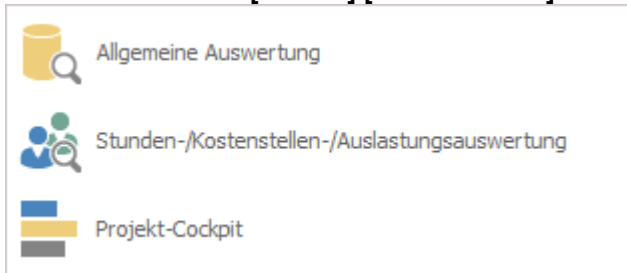 Allgemeine Auswertung
Stunden-/Kostenstellen-/Auslastungsauswertung
Projekt-Cockpit